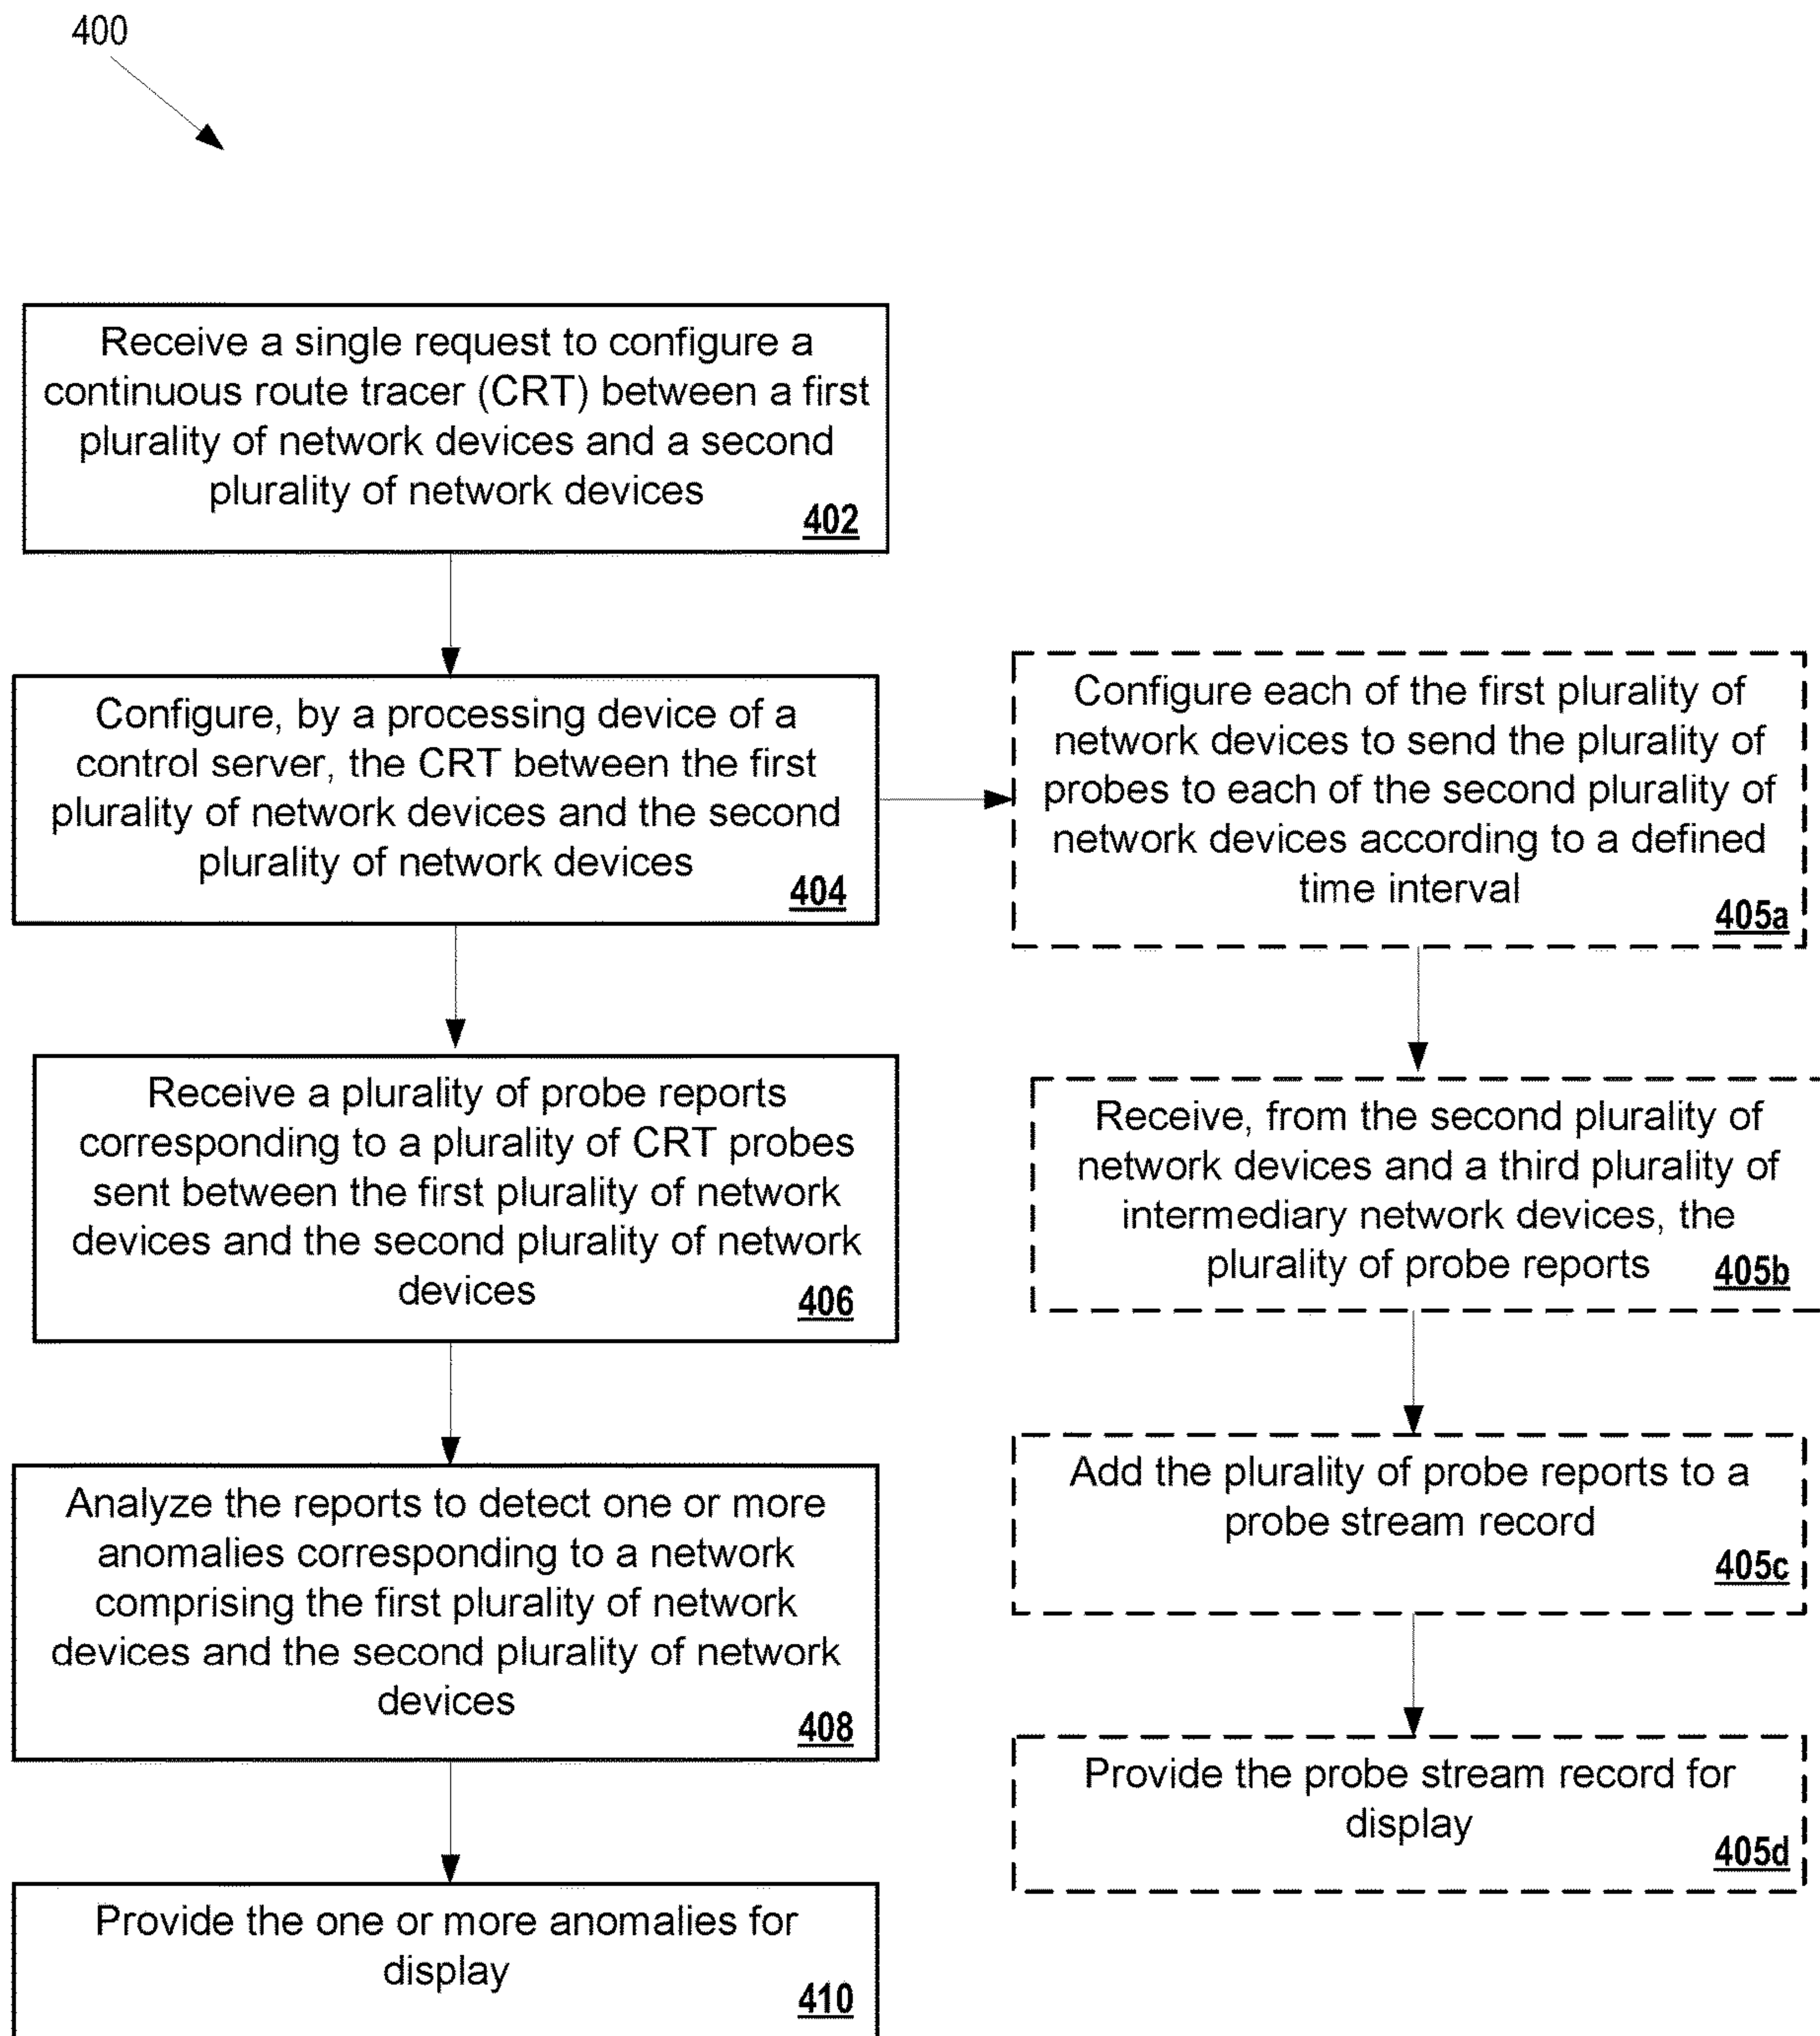 400
Receive a single request to configure a
continuous route tracer (CRT) between a first
plurality of network devices and a second
plurality of network devices
402
Configure, by a processing device of a
control server, the CRT between the first
plurality of network devices and the second
plurality of network devices
404
Configure each of the first plurality of
network devices to send the plurality of
probes to each of the second plurality of
network devices according to a defined
time interval
405a
Receive, from the second plurality of
network devices and a third plurality of
intermediary network devices, the
plurality of probe reports
405b
Add the plurality of probe reports to a
probe stream record
405c
Provide the probe stream record for
display
405d
Receive a plurality of probe reports
corresponding to a plurality of CRT probes
sent between the first plurality of network
devices and the second plurality of network
devices
406
Analyze the reports to detect one or more
anomalies corresponding to a network
comprising the first plurality of network
devices and the second plurality of network
devices
408
Provide the one or more anomalies for
display
410